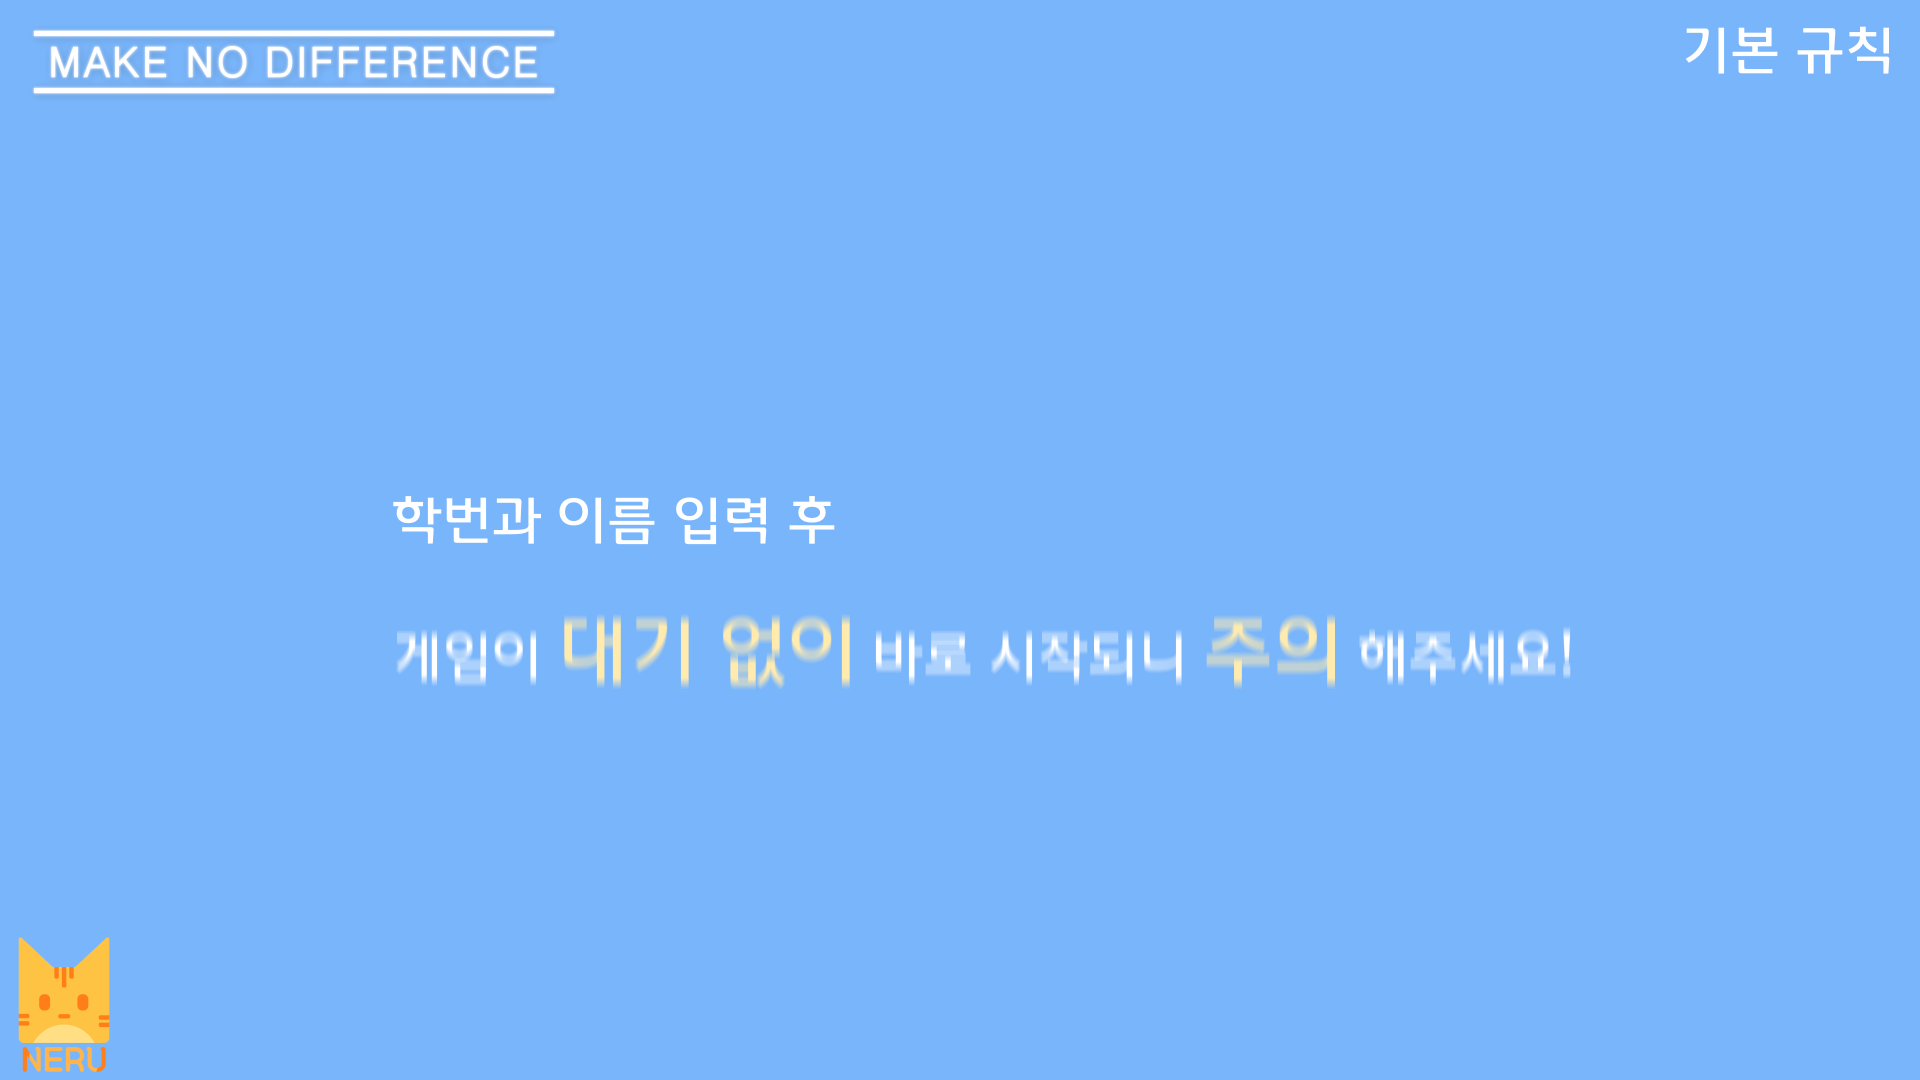 MAKE NO DIFFERENCE
기본 규칙
학번과 이름 입력 후
게임이 대기 없이 바로 시작되니 주의 해주세요!
NERU